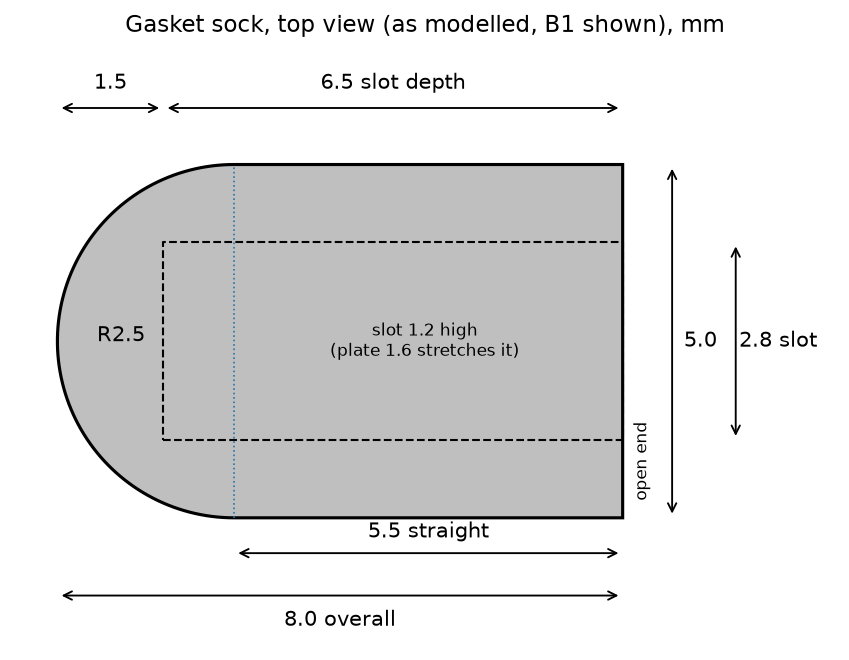 Gasket sock, top view (as modelled, B1 shown), mm
1.5
6.5 slot depth
R2.5
slot 1.2 high
(plate 1.6 stretches it)
5.0
2.8 slot
open end
5.5 straight
8.0 overall